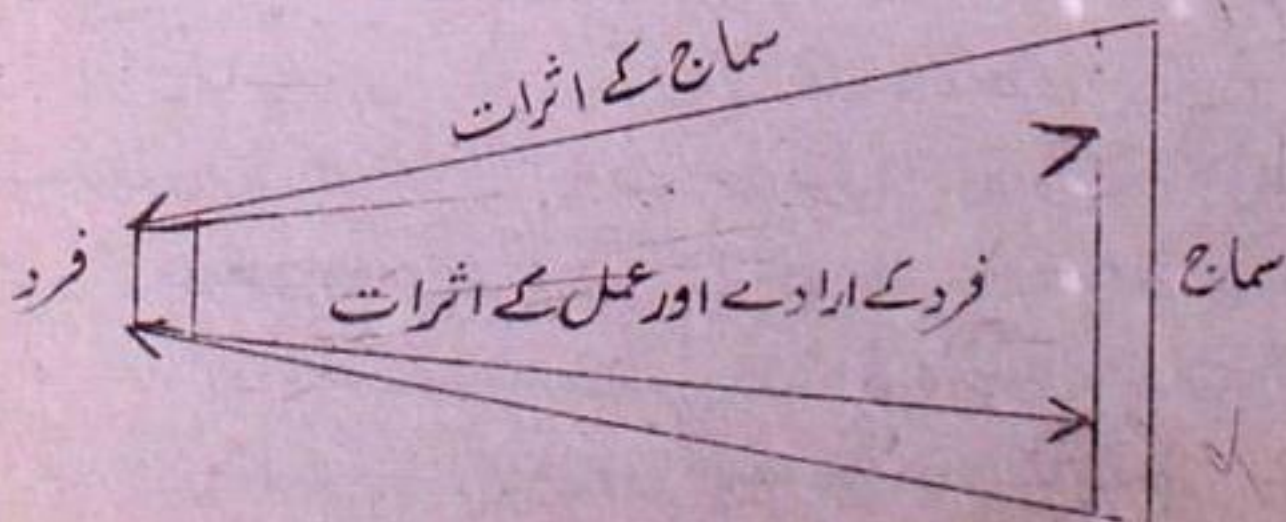 سماج کے اثرات
سماج
فرد کے ارادے اور عمل کے اثرات
فرد